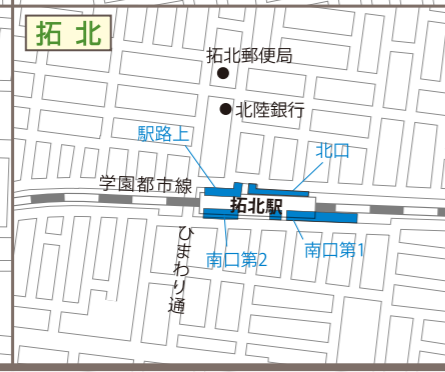 拓北
拓北郵便局
北陸銀行
駅路上
北口
学園都市線
拓北駅
ひまわり通
南口第2
南口第1